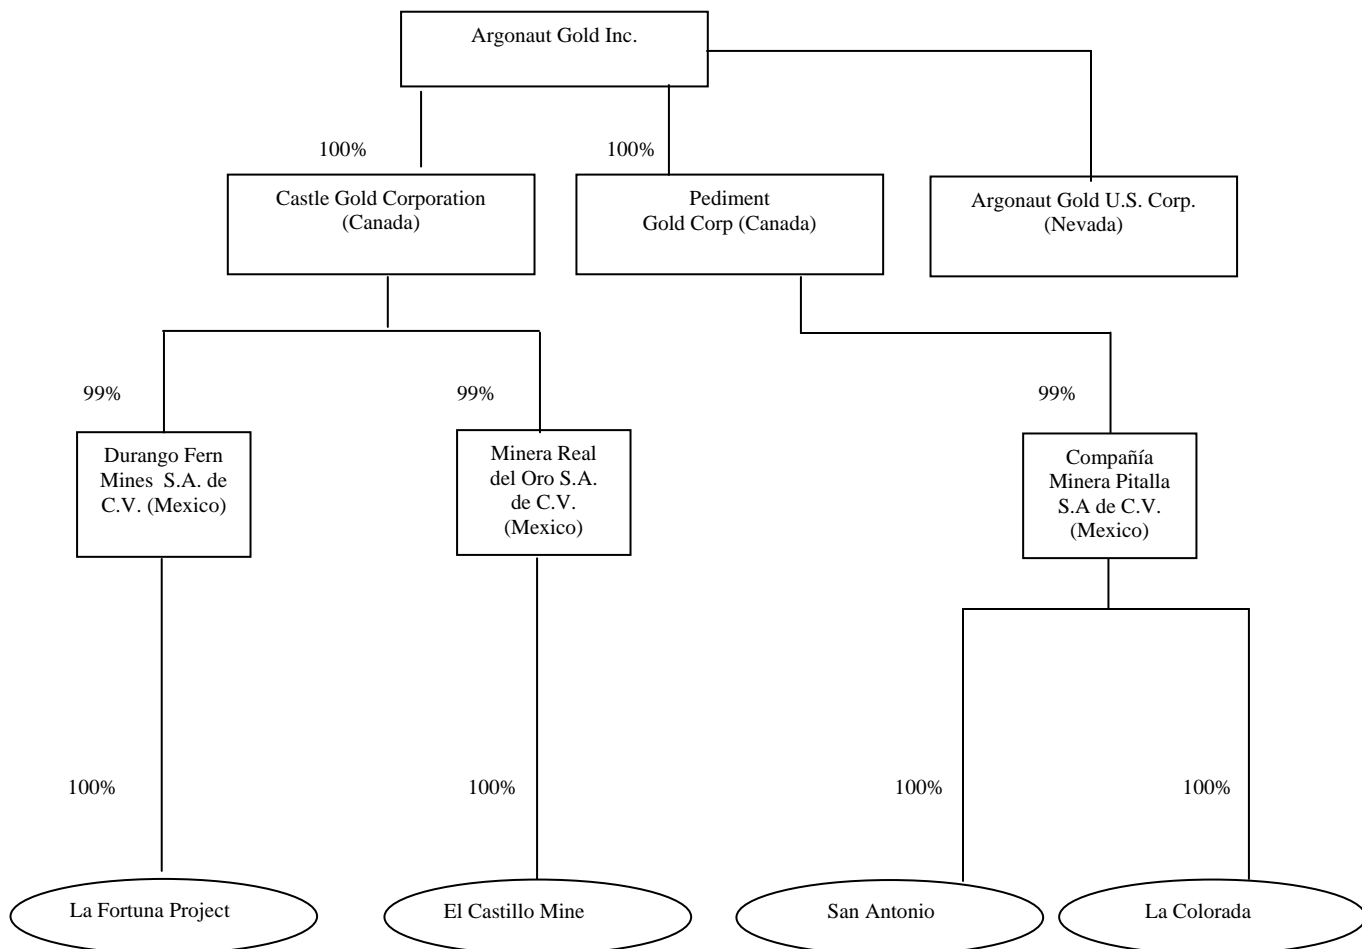 Argonaut Gold Inc.
100%
100%
Castle Gold Corporation
(Canada)
Pediment
Gold Corp (Canada)
Argonaut Gold U.S. Corp.
(Nevada)
99%
99%
99%
Durango Fern
Mines  S.A. de
C.V. (Mexico)
Minera Real
del Oro S.A.
de C.V.
(Mexico)
Compañía
Minera Pitalla
S.A de C.V.
(Mexico)
100%
100%
100%
100%
La Fortuna Project
El Castillo Mine
San Antonio
La Colorada